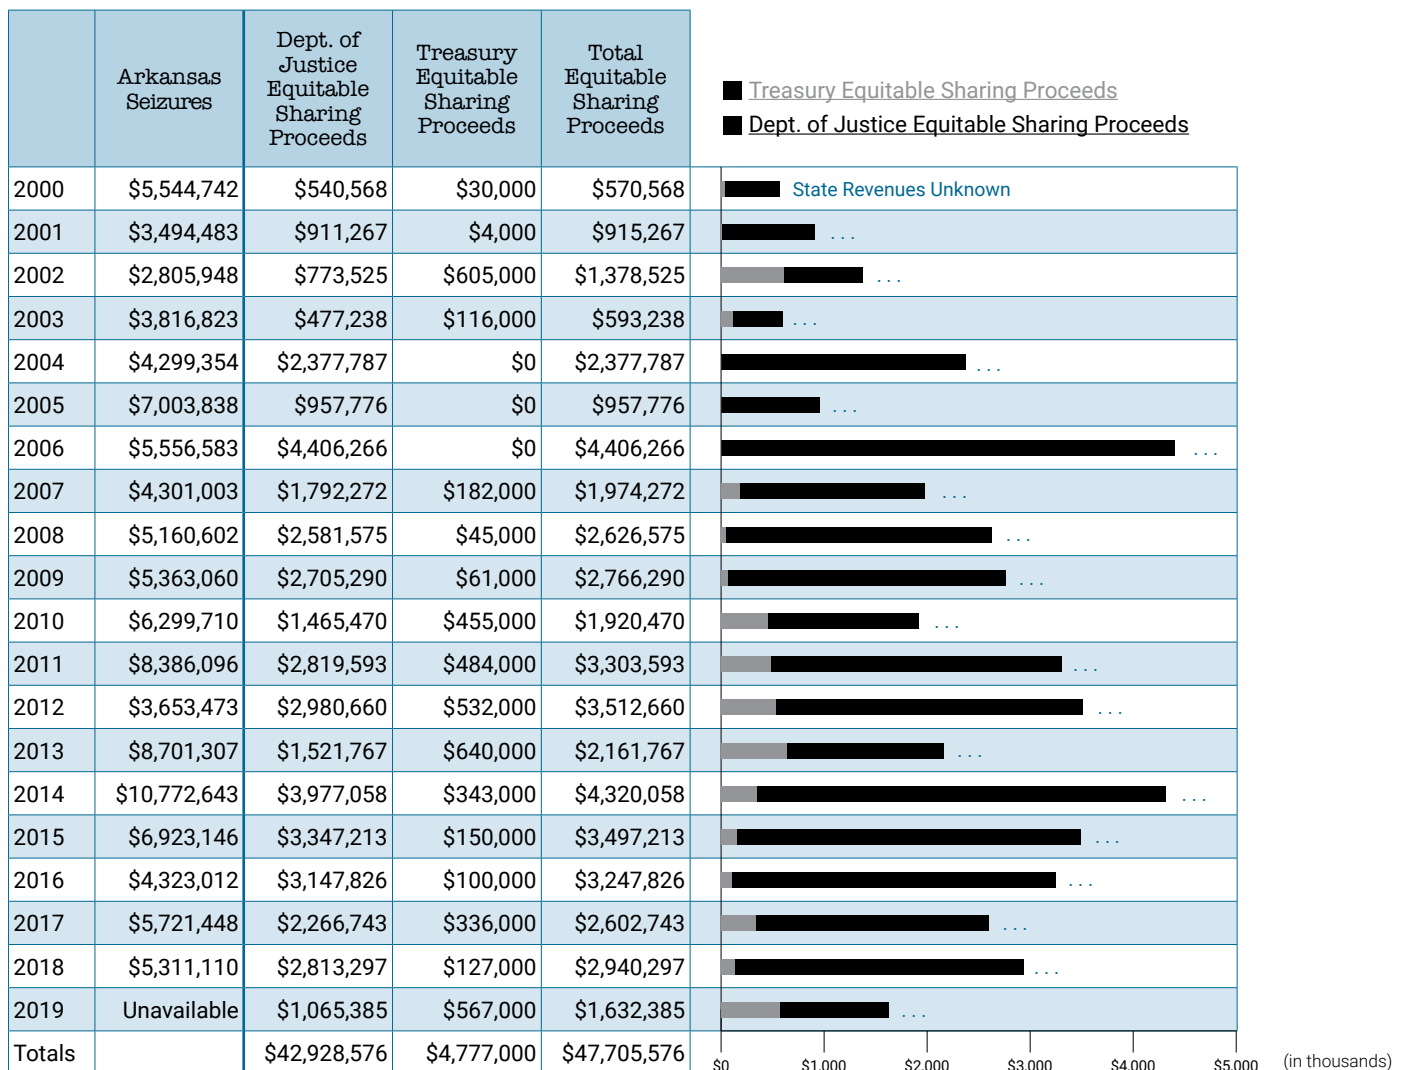 Arkansas
Seizures
Dept. of
Justice
Equitable
Sharing
Proceeds
Treasury
Equitable
Sharing
Proceeds
Total
Equitable
Sharing
Proceeds
Treasury Equitable Sharing Proceeds
Dept. of Justice Equitable Sharing Proceeds
2000 $5,544,742 $540,568 $30,000 $570,568 State Revenues Unknown
2001 $3,494,483 $911,267 $4,000 $915,267 ...
2002 $2,805,948 $773,525 $605,000 $1,378,525 ...
2003 $3,816,823 $477,238 $116,000 $593,238 ...
2004 $4,299,354 $2,377,787 $0 $2,377,787 ...
2005 $7,003,838 $957,776 $0 $957,776 ...
2006 $5,556,583 $4,406,266 $0 $4,406,266 ...
2007 $4,301,003 $1,792,272 $182,000 $1,974,272 ...
2008 $5,160,602 $2,581,575 $45,000 $2,626,575 ...
2009 $5,363,060 $2,705,290 $61,000 $2,766,290 ...
2010 $6,299,710 $1,465,470 $455,000 $1,920,470 ...
2011 $8,386,096 $2,819,593 $484,000 $3,303,593 ...
2012 $3,653,473 $2,980,660 $532,000 $3,512,660 ...
2013 $8,701,307 $1,521,767 $640,000 $2,161,767 ...
2014 $10,772,643 $3,977,058 $343,000 $4,320,058 ...
2015 $6,923,146 $3,347,213 $150,000 $3,497,213 ...
2016 $4,323,012 $3,147,826 $100,000 $3,247,826 ...
2017 $5,721,448 $2,266,743 $336,000 $2,602,743 ...
2018 $5,311,110 $2,813,297 $127,000 $2,940,297 ...
2019 Unavailable $1,065,385 $567,000 $1,632,385 ...
Totals $42,928,576 $4,777,000 $47,705,576
$0 $1,000 $2,000 $3,000 $4,000 $5,000 (in thousands)